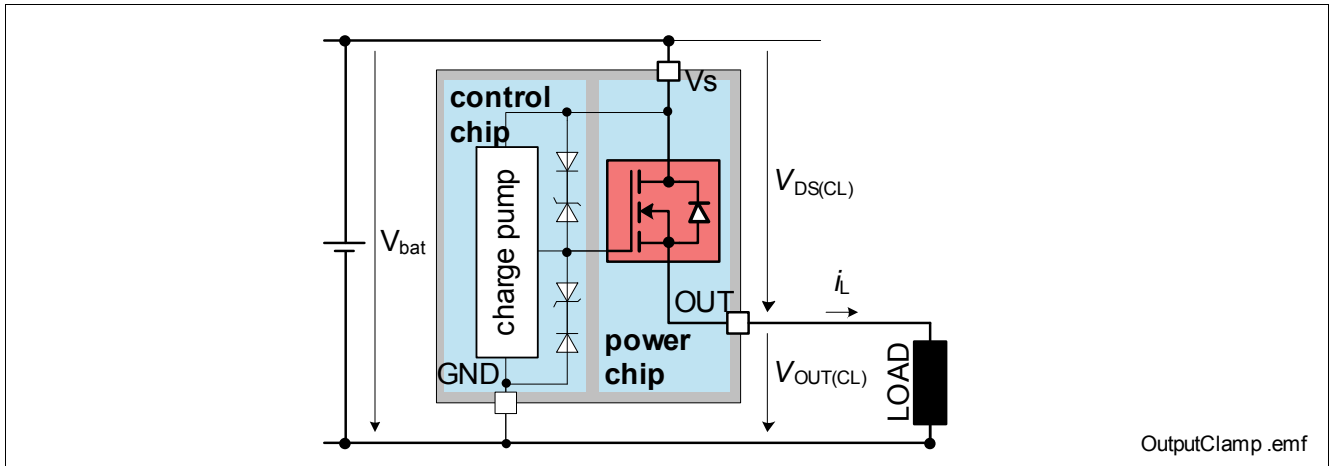 Vs
control
chip
charge pump
V_DS(CL)
V_bat
OUT
i_L
power
chip
GND
V_OUT(CL)
LOAD
OutputClamp .emf